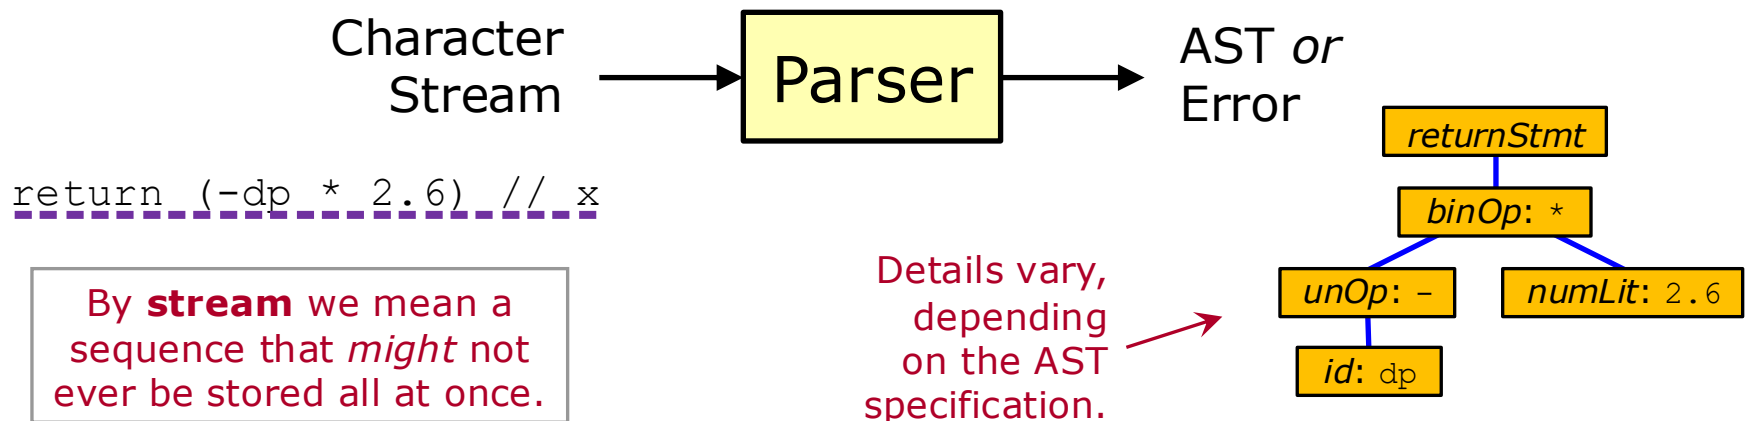 Character
Stream
Parser
AST or
Error
return (-dp * 2.6) // x
By stream we mean a
sequence that might not
ever be stored all at once.
Details vary,
depending
on the AST
specification.
returnStmt
binOp: *
unOp: -
numLit: 2.6
id: dp